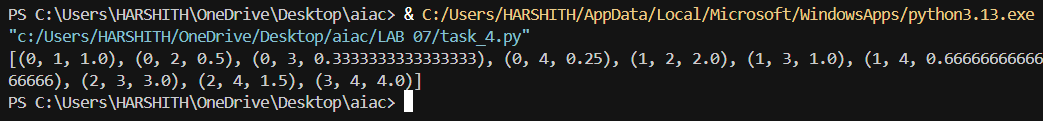 PS C:\Users\HARSHITH\OneDrive\Desktop\aiac> & C:/Users/HARSHITH/AppData/Local/Microsoft/WindowsApps/python3.13.exe
"c:/Users/HARSHITH/OneDrive/Desktop/aiac/LAB 07/task_4.py"
[(0, 1, 1.0), (0, 2, 0.5), (0, 3, 0.3333333333333333), (0, 4, 0.25), (1, 2, 2.0), (1, 3, 1.0), (1, 4, 0.66666666666
66666), (2, 3, 3.0), (2, 4, 1.5), (3, 4, 4.0)]
PS C:\Users\HARSHITH\OneDrive\Desktop\aiac>